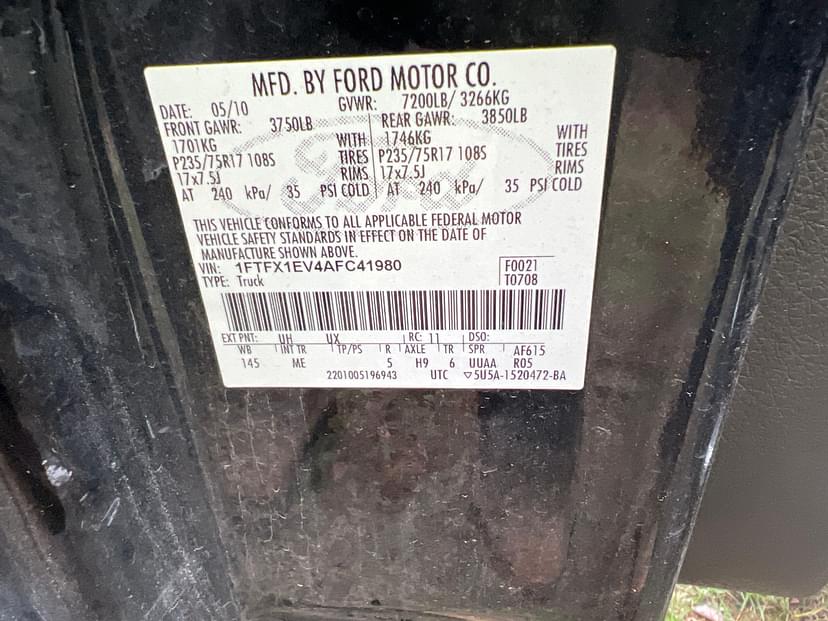 MFD. BY FORD MOTOR CO.
DATE: 05/10 GVWR: 7200LB/ 3266KG
FRONT GAWR: 3750LB REAR GAWR: 3850LB
1701KG WITH 1746KG WITH
P235/75R17 108S TIRES P235/75R17 108S TIRES
17x7.5J RIMS 17x7.5J RIMS
AT 240 kPa/ 35 PSI COLD AT 240 kPa/ 35 PSI COLD
THIS VEHICLE CONFORMS TO ALL APPLICABLE FEDERAL MOTOR
VEHICLE SAFETY STANDARDS IN EFFECT ON THE DATE OF
MANUFACTURE SHOWN ABOVE.
VIN: 1FTFX1EV4AFC41980 F0021
TYPE: Truck T0708
EXT PNT: UH UX RC: 11 DSO:
WB INT TR TP/PS R AXLE TR SPR AF615
145 ME 5 H9 6 UUAA R05
2201005196943 UTC ▽5U5A-1520472-BA
Ford